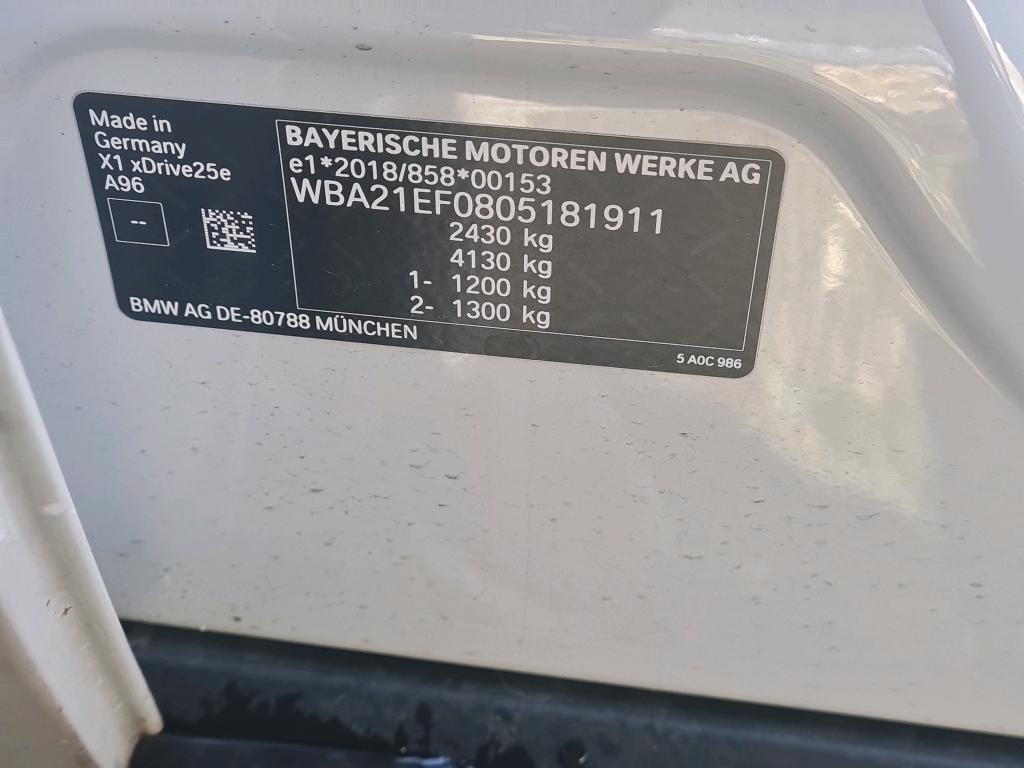 Made in
Germany
X1 xDrive25e
A96
--
BAYERISCHE MOTOREN WERKE AG
e1*2018/858*00153
WBA21EF0805181911
2430 kg
4130 kg
1- 1200 kg
2- 1300 kg
BMW AG DE-80788 MÜNCHEN
5 A0C 986